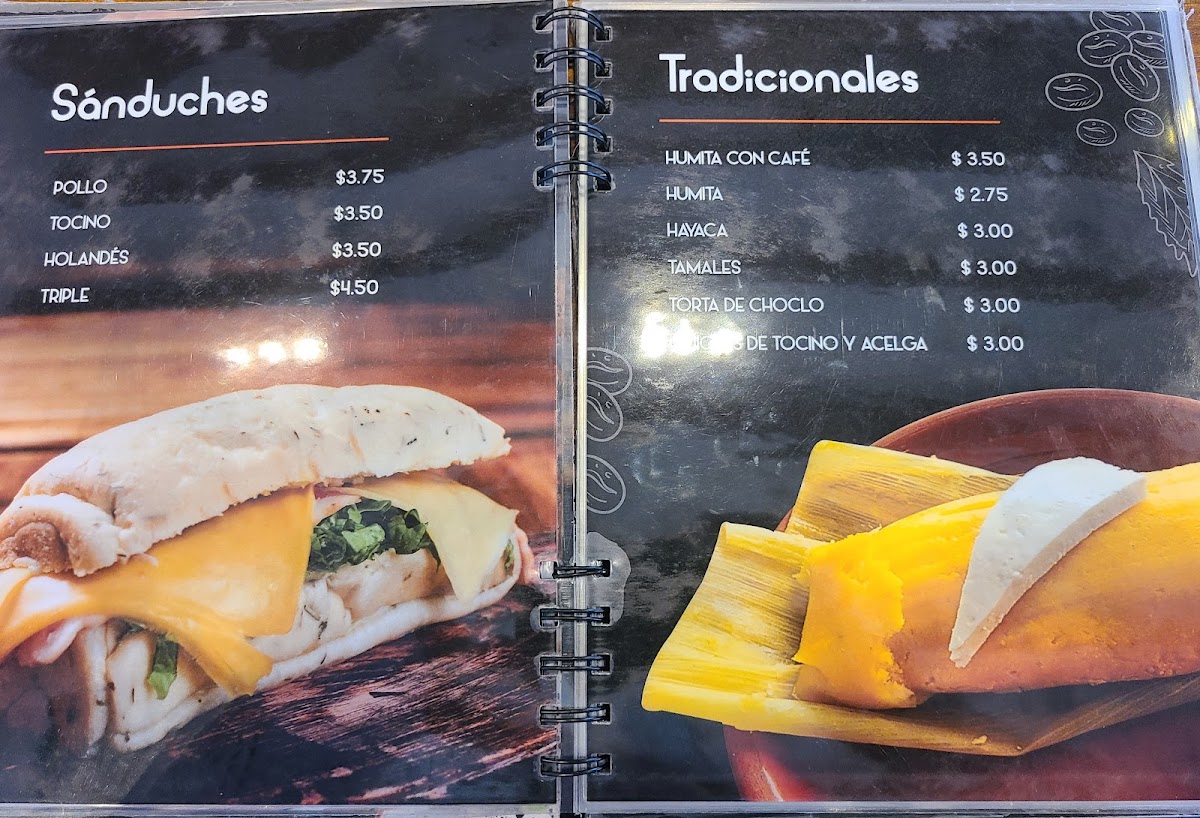 Sánduches
POLLO $3.75
TOCINO $3.50
HOLANDÉS $3.50
TRIPLE $4.50
Tradicionales
HUMITA CON CAFÉ $ 3.50
HUMITA $ 2.75
HAYACA $ 3.00
TAMALES $ 3.00
TORTA DE CHOCLO $ 3.00
DE TOCINO Y ACELGA $ 3.00